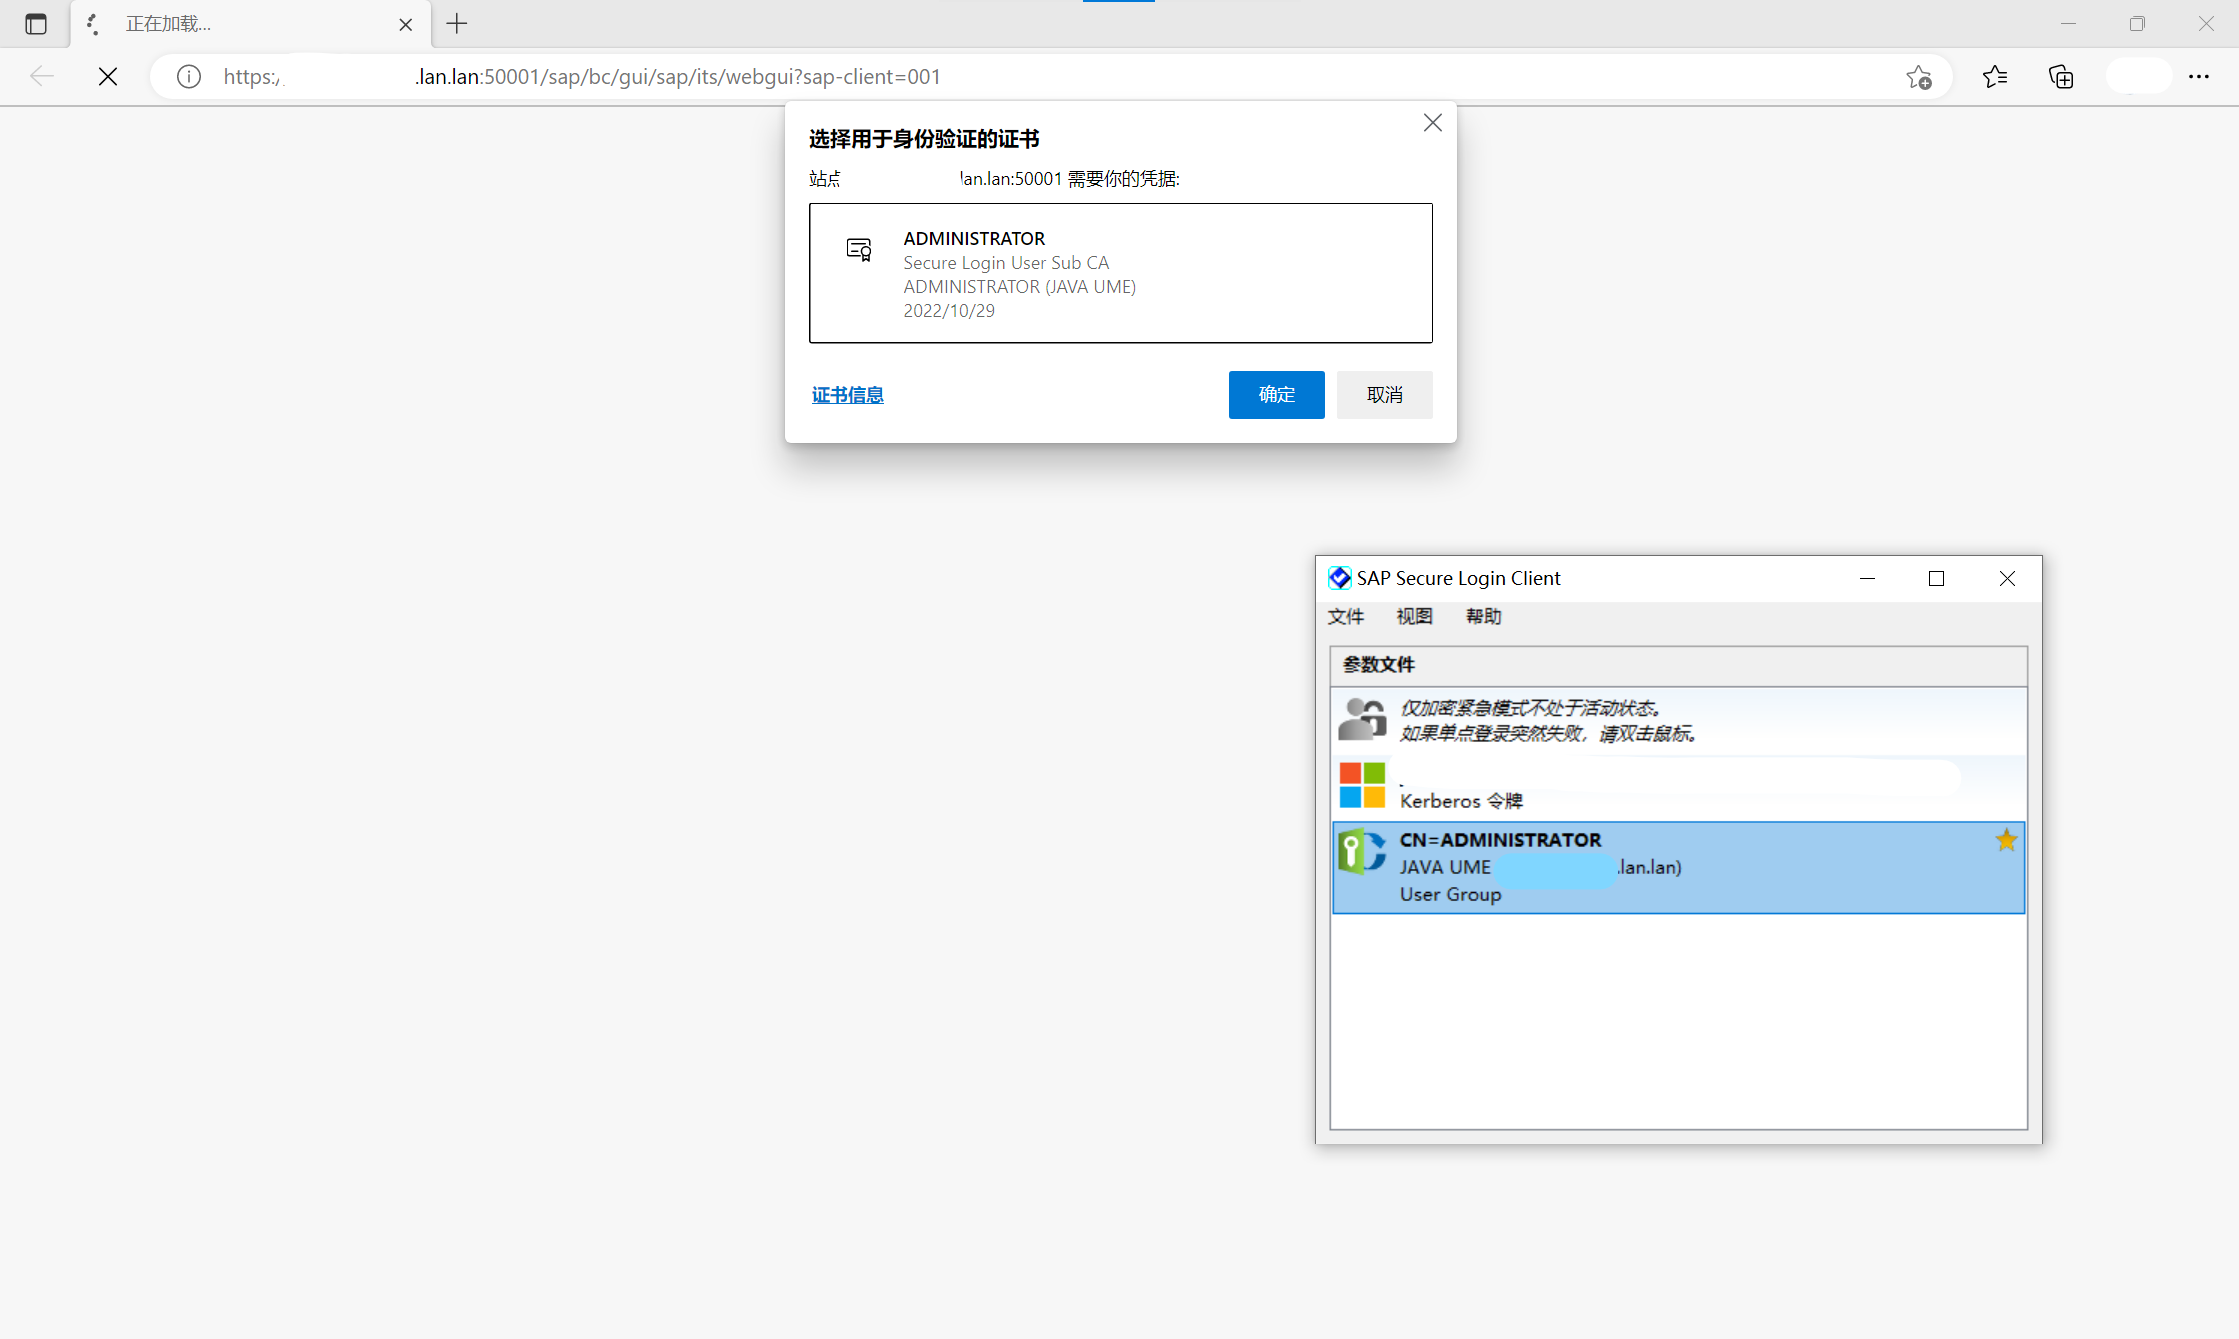 正在加载...
https:/
.lan.lan:50001/sap/bc/gui/sap/its/webgui?sap-client=001
选择用于身份验证的证书
站点 lan.lan:50001 需要你的凭据:
ADMINISTRATOR
Secure Login User Sub CA
ADMINISTRATOR (JAVA UME)
2022/10/29
证书信息
确定
取消
SAP Secure Login Client
文件 视图 帮助
参数文件
仅加密紧急模式不处于活动状态。
如果单点登录突然失败，请双击鼠标。
Kerberos 令牌
CN=ADMINISTRATOR
JAVA UME .lan.lan)
User Group